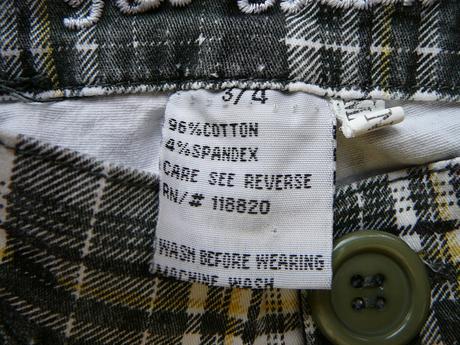 3/4
96%COTTON
4%SPANDEX
CARE SEE REVERSE
RN/# 118820
WASH BEFORE WEARING
MACHINE WASH